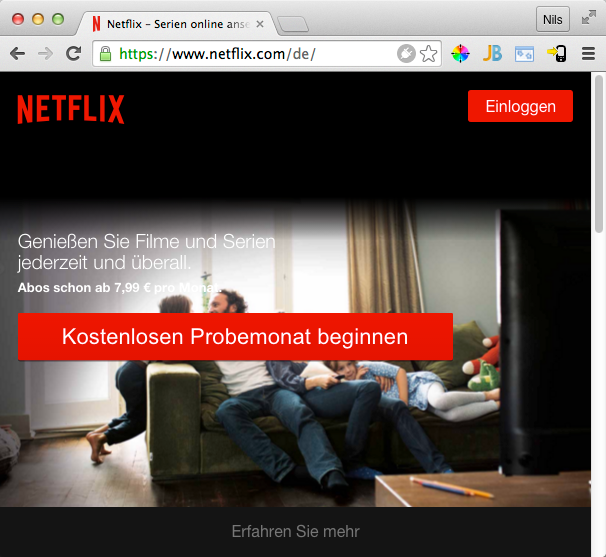 Netflix – Serien online anse
Nils
https://www.netflix.com/de/
JB
NETFLIX
Einloggen
Genießen Sie Filme und Serien
jederzeit und überall.
Abos schon ab 7,99 € pro Monat.
Kostenlosen Probemonat beginnen
Erfahren Sie mehr